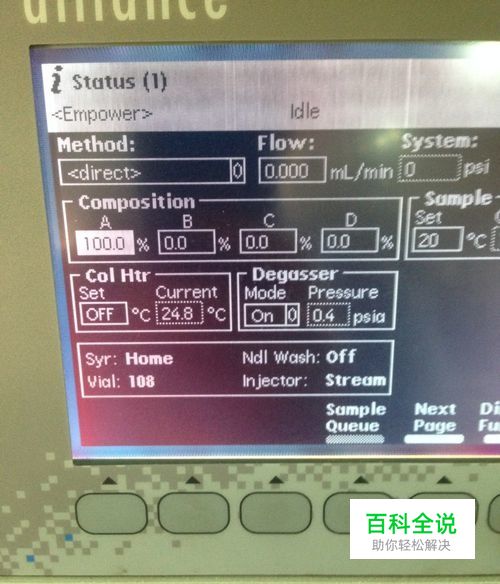 alliance
i Status (1)
<Empower> Idle
Method: Flow: System:
<direct> 0 0.000 mL/min 0 psi
Composition Sample
A B C D Set
100.0 % 0.0 % 0.0 % 0.0 % 20 °C
Col Htr Degasser
Set Current Mode Pressure
OFF °C 24.8 °C On 0 0.4 psia
Syr: Home Ndl Wash: Off
Vial: 108 Injector: Stream
Sample Next Di
Queue Page Fu
百科全说
助你轻松解决